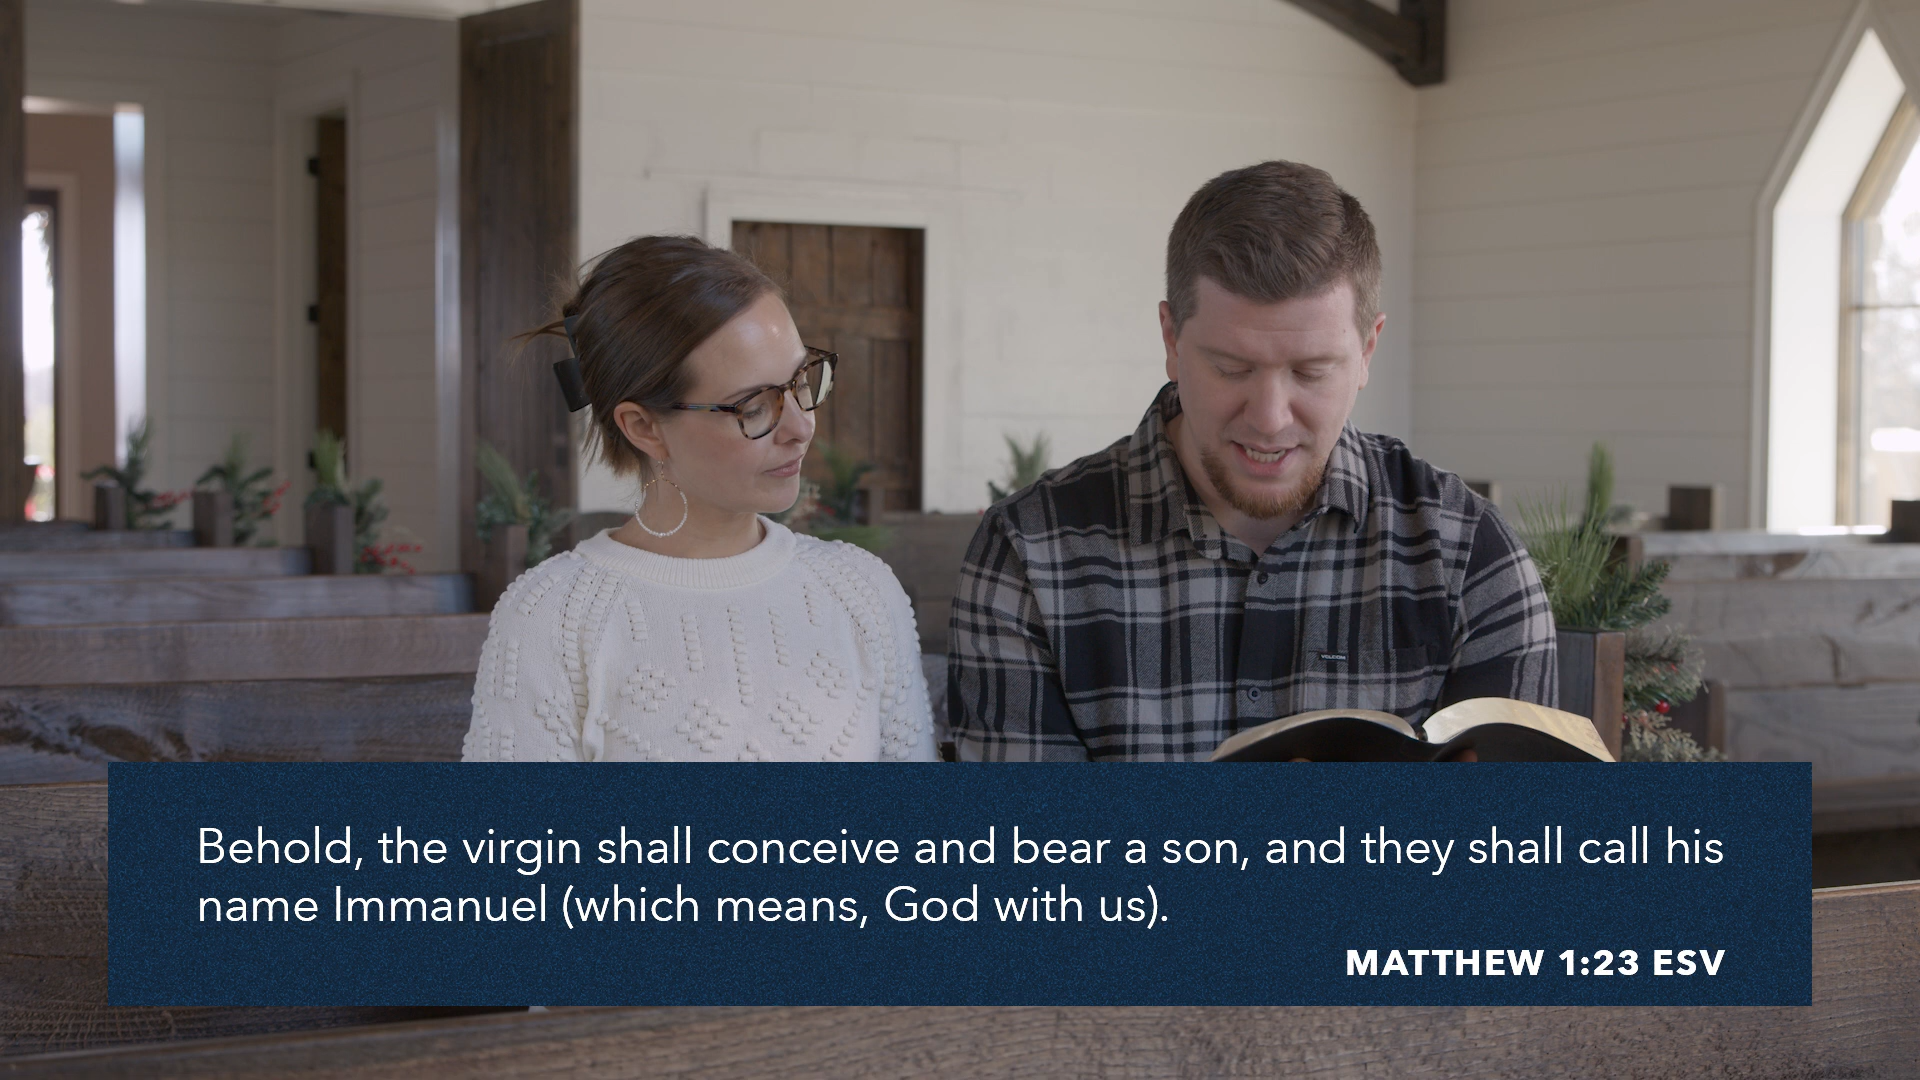 VOLCOM
Behold, the virgin shall conceive and bear a son, and they shall call his
name Immanuel (which means, God with us).
MATTHEW 1:23 ESV